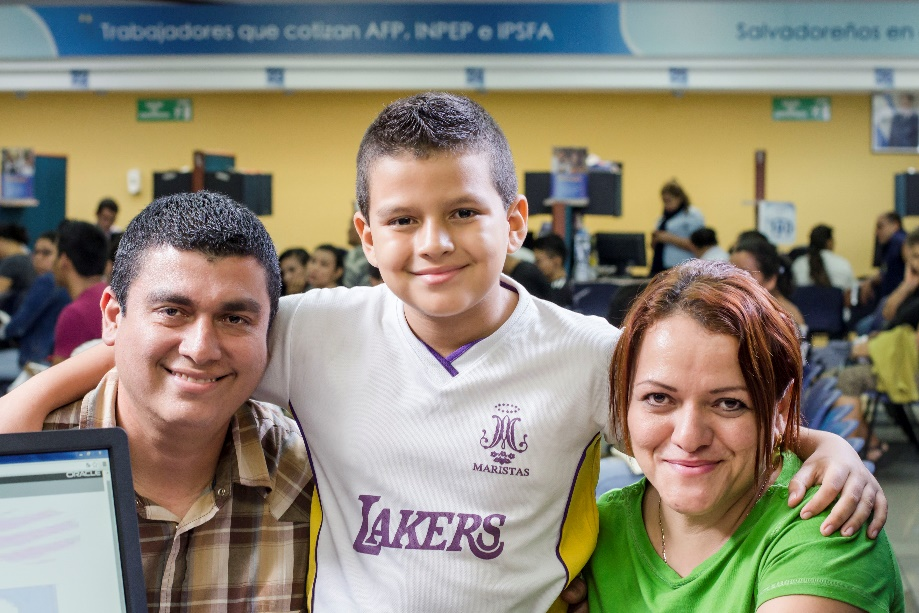 Trabajadores que cotizan AFP, INPEP e IPSFA
Salvadoreños en
MARISTAS
LAKERS
ORACLE